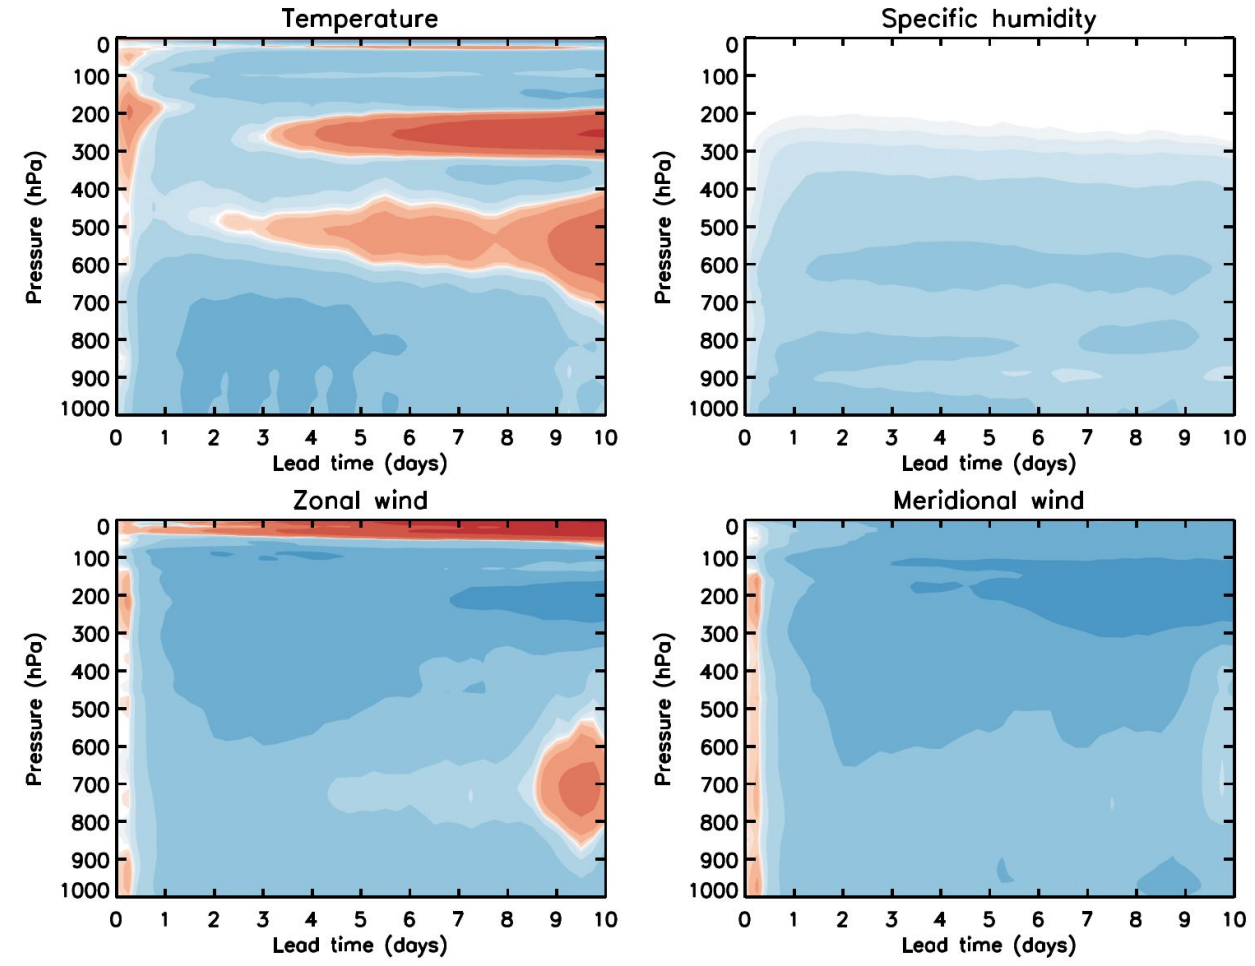 Temperature
Pressure (hPa)
0
100
200
300
400
500
600
700
800
900
1000
0 1 2 3 4 5 6 7 8 9 10
Lead time (days)
Specific humidity
Pressure (hPa)
0
100
200
300
400
500
600
700
800
900
1000
0 1 2 3 4 5 6 7 8 9 10
Lead time (days)
Zonal wind
Pressure (hPa)
0
100
200
300
400
500
600
700
800
900
1000
0 1 2 3 4 5 6 7 8 9 10
Lead time (days)
Meridional wind
Pressure (hPa)
0
100
200
300
400
500
600
700
800
900
1000
0 1 2 3 4 5 6 7 8 9 10
Lead time (days)